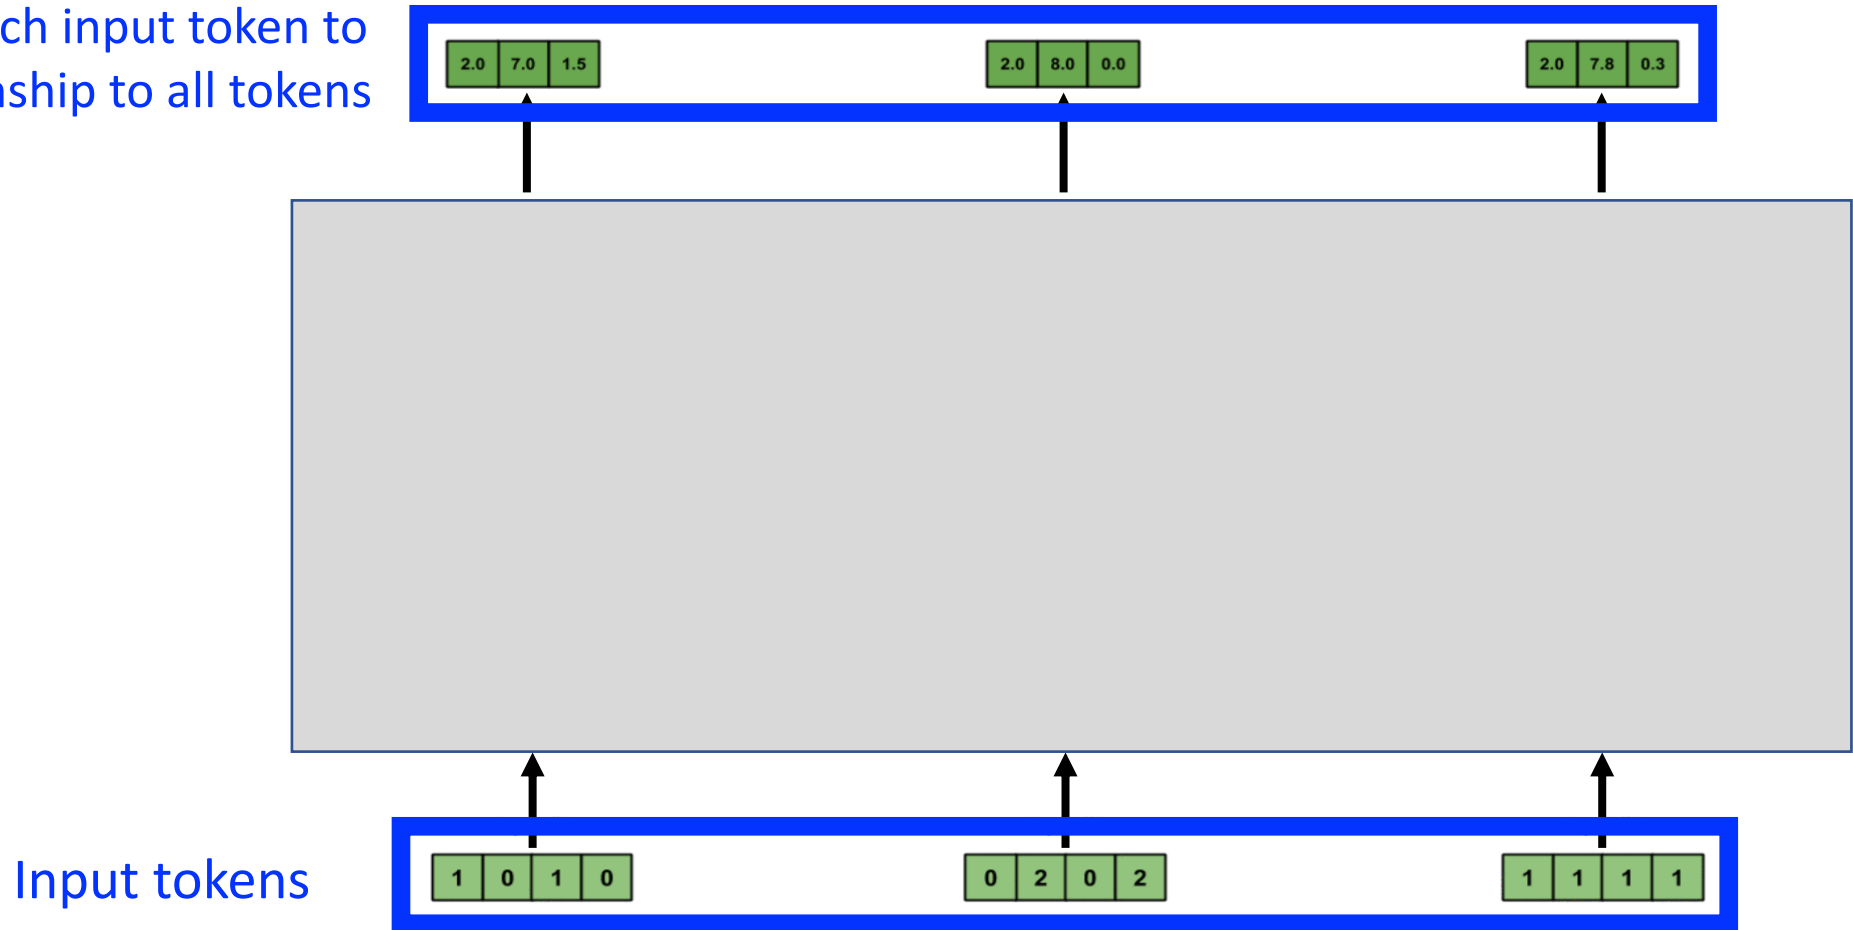 ch input token to
nship to all tokens
2.0 7.0 1.5
2.0 8.0 0.0
2.0 7.8 0.3
Input tokens
1 0 1 0
0 2 0 2
1 1 1 1